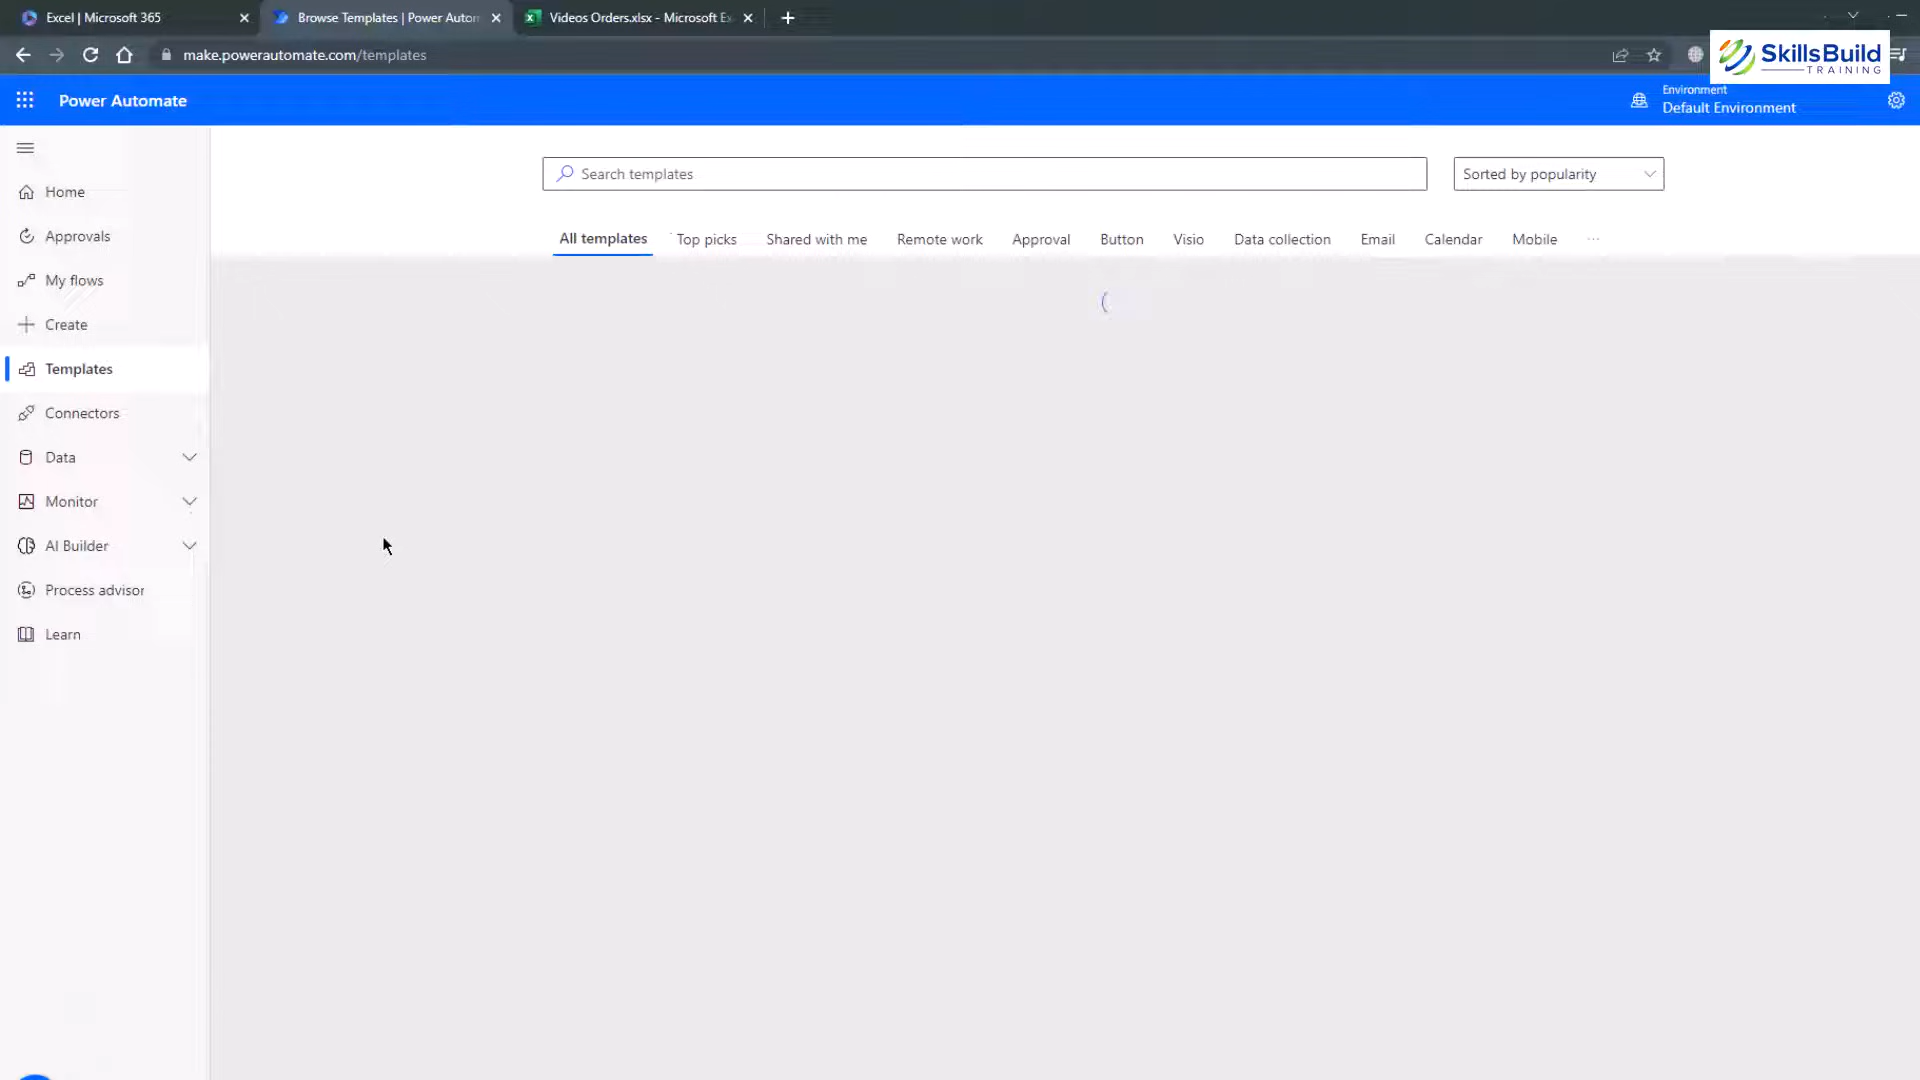 Excel | Microsoft 365
Browse Templates | Power Autom
Videos Orders.xlsx - Microsoft Ex
make.powerautomate.com/templates
SkillsBuild
TRAINING
Power Automate
Environment
Default Environment
Search templates
Sorted by popularity
All templates Top picks Shared with me Remote work Approval Button Visio Data collection Email Calendar Mobile ...
Home
Approvals
My flows
Create
Templates
Connectors
Data
Monitor
AI Builder
Process advisor
Learn